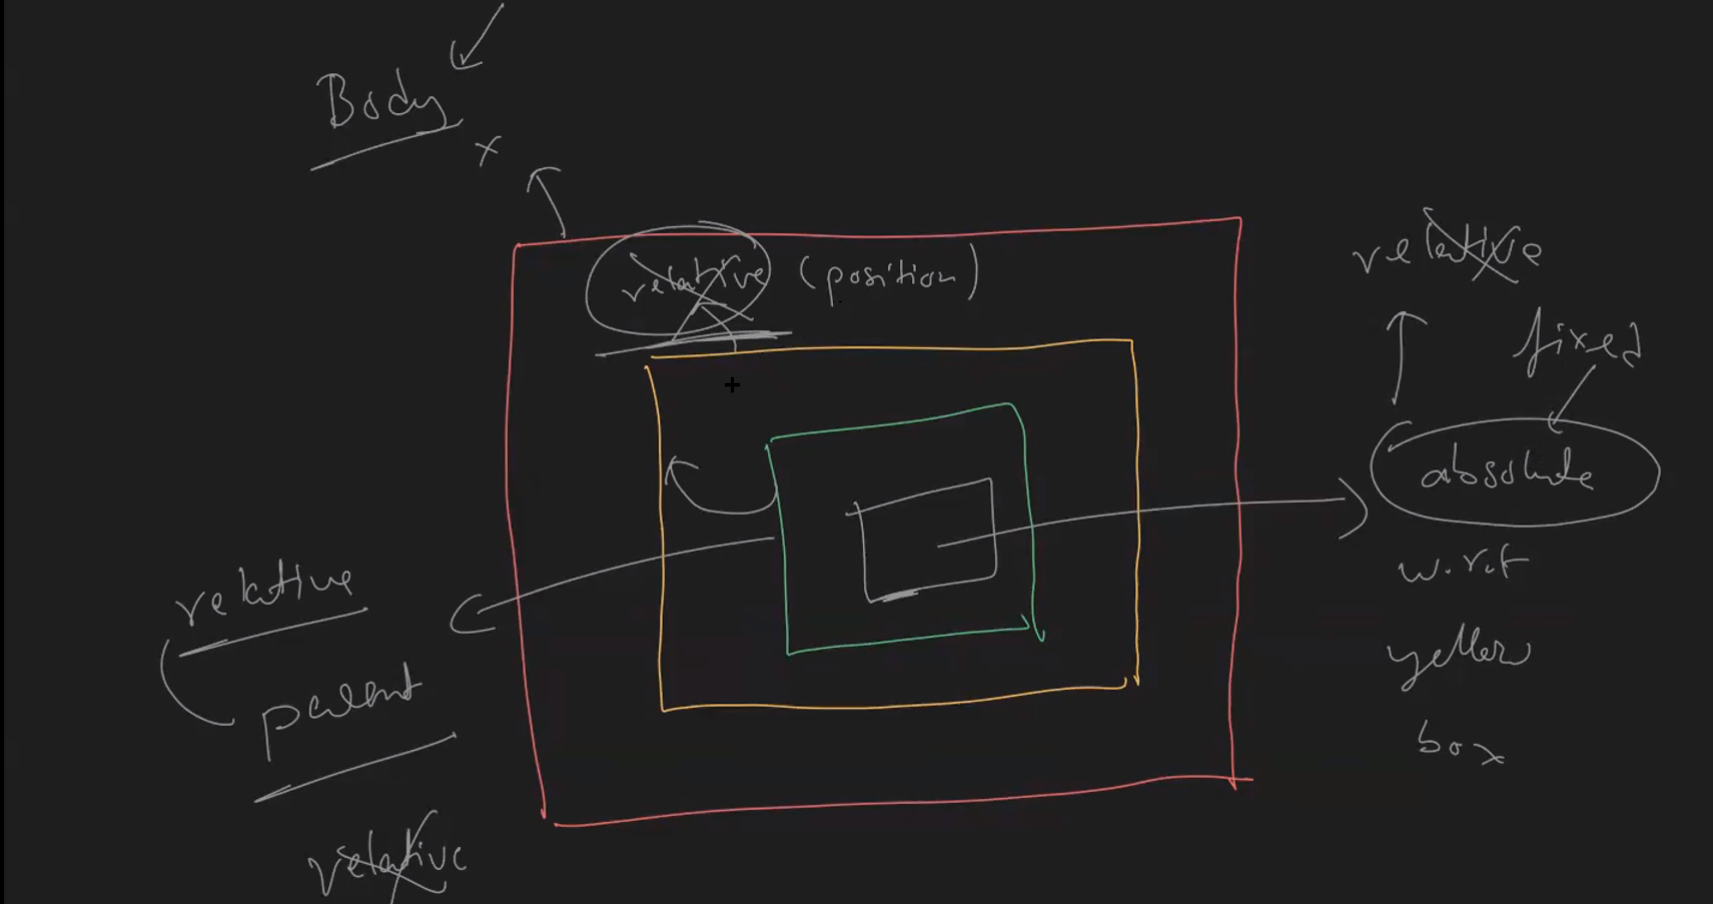 Body
x
relative (position)
relative
fixed
absolute
w.r.t
yellow
box
relative
parent
relative